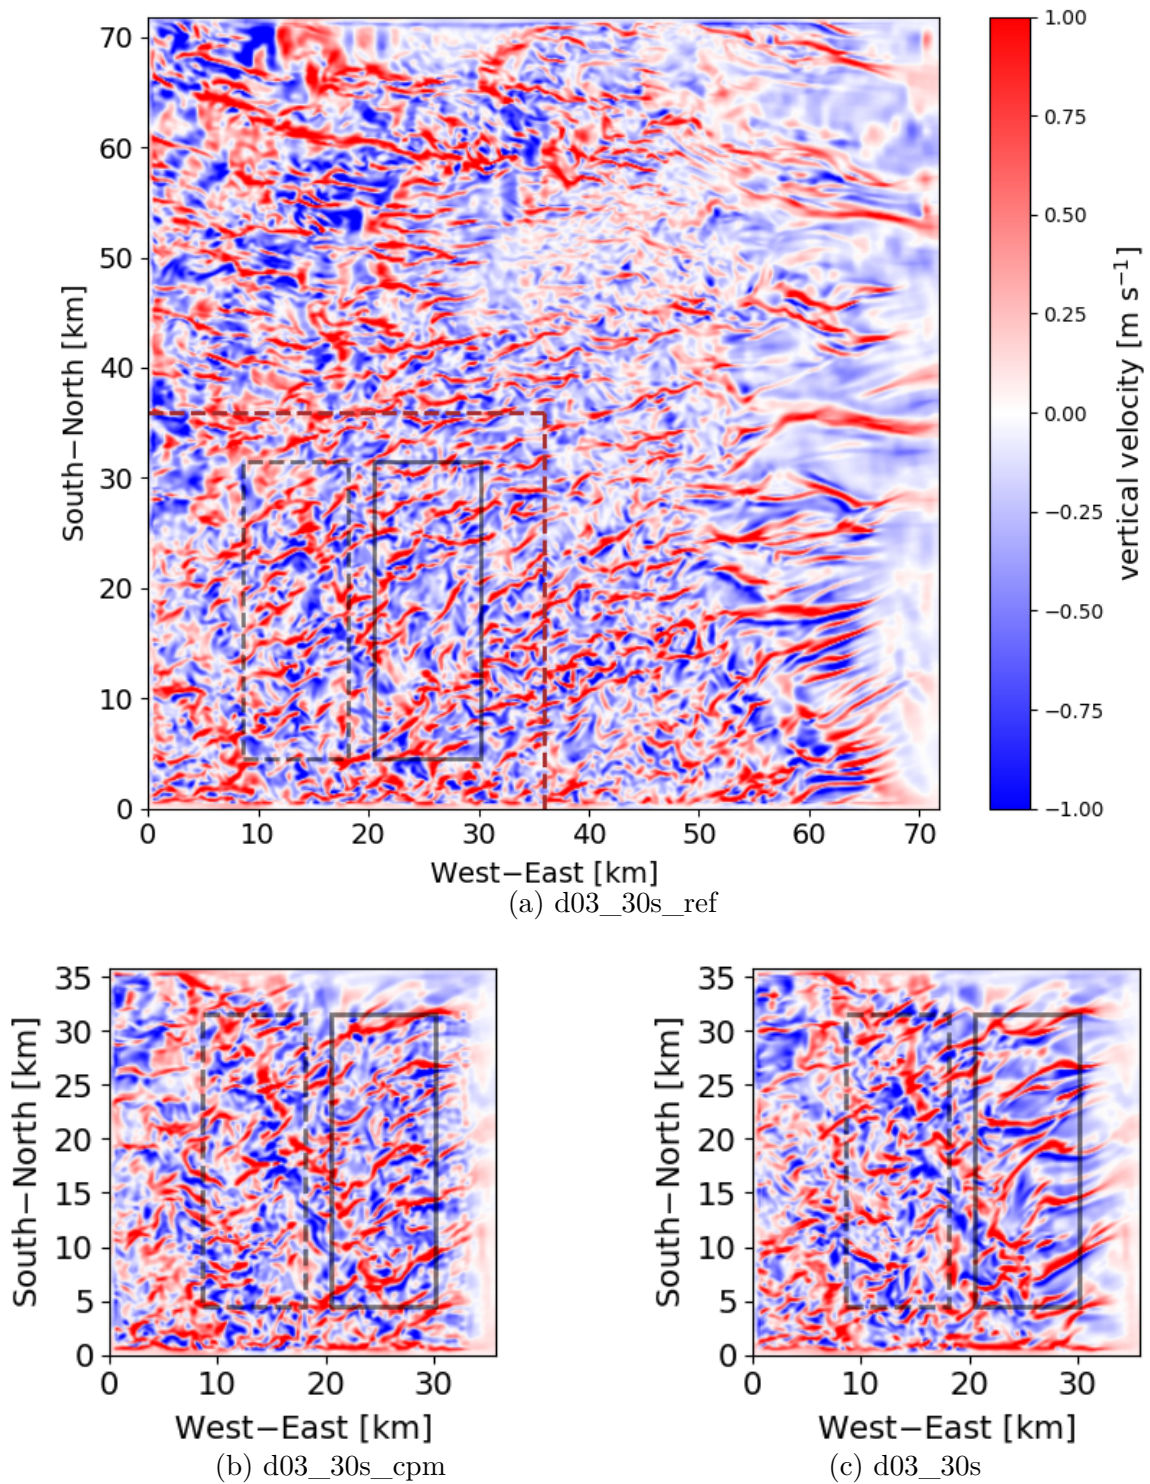 70
60
50
40
30
20
10
0
South−North [km]
0 10 20 30 40 50 60 70
West−East [km]
1.00
0.75
0.50
0.25
0.00
−0.25
−0.50
−0.75
−1.00
vertical velocity [m s⁻¹]
(a) d03_30s_ref
35
30
25
20
15
10
5
0
South−North [km]
0 10 20 30
West−East [km]
(b) d03_30s_cpm
35
30
25
20
15
10
5
0
South−North [km]
0 10 20 30
West−East [km]
(c) d03_30s